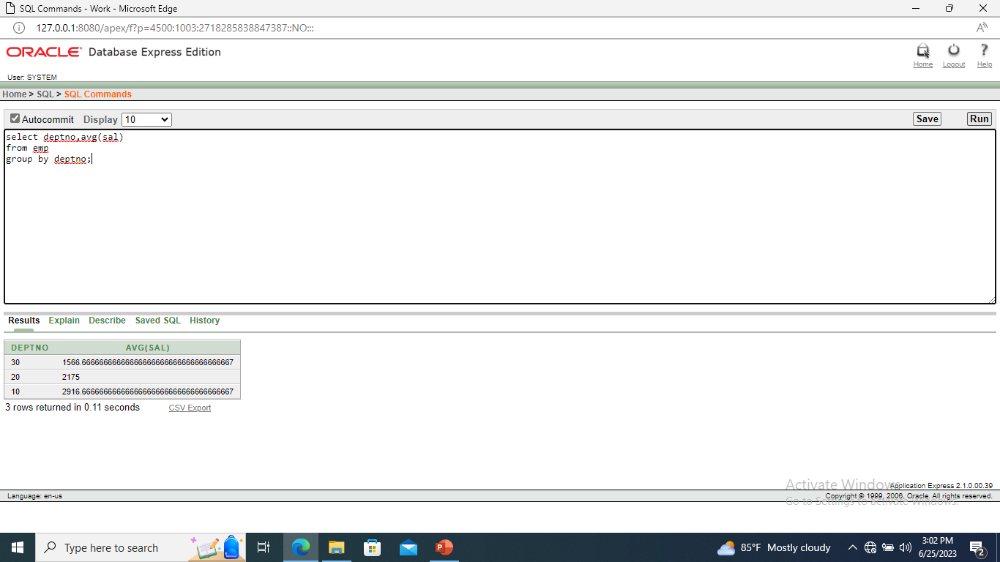 SQL Commands - Work - Microsoft Edge
127.0.0.1:8080/apex/f?p=4500:1003:2718285838847387::NO:::
ORACLE Database Express Edition
Home Logout Help
User: SYSTEM
Home > SQL > SQL Commands
Autocommit Display 10 Save Run
select deptno,avg(sal)
from emp
group by deptno;
Results Explain Describe Saved SQL History
DEPTNO AVG(SAL)
30 1566.66666666666666666666666666666667
20 2175
10 2916.66666666666666666666666666666667
3 rows returned in 0.11 seconds CSV Export
Activate Windows
Go to Settings to activate Windows.
Application Express 2.1.0.00.39
Language: en-us Copyright © 1999, 2006, Oracle. All rights reserved.
Type here to search 85°F Mostly cloudy 3:02 PM
6/25/2023
2